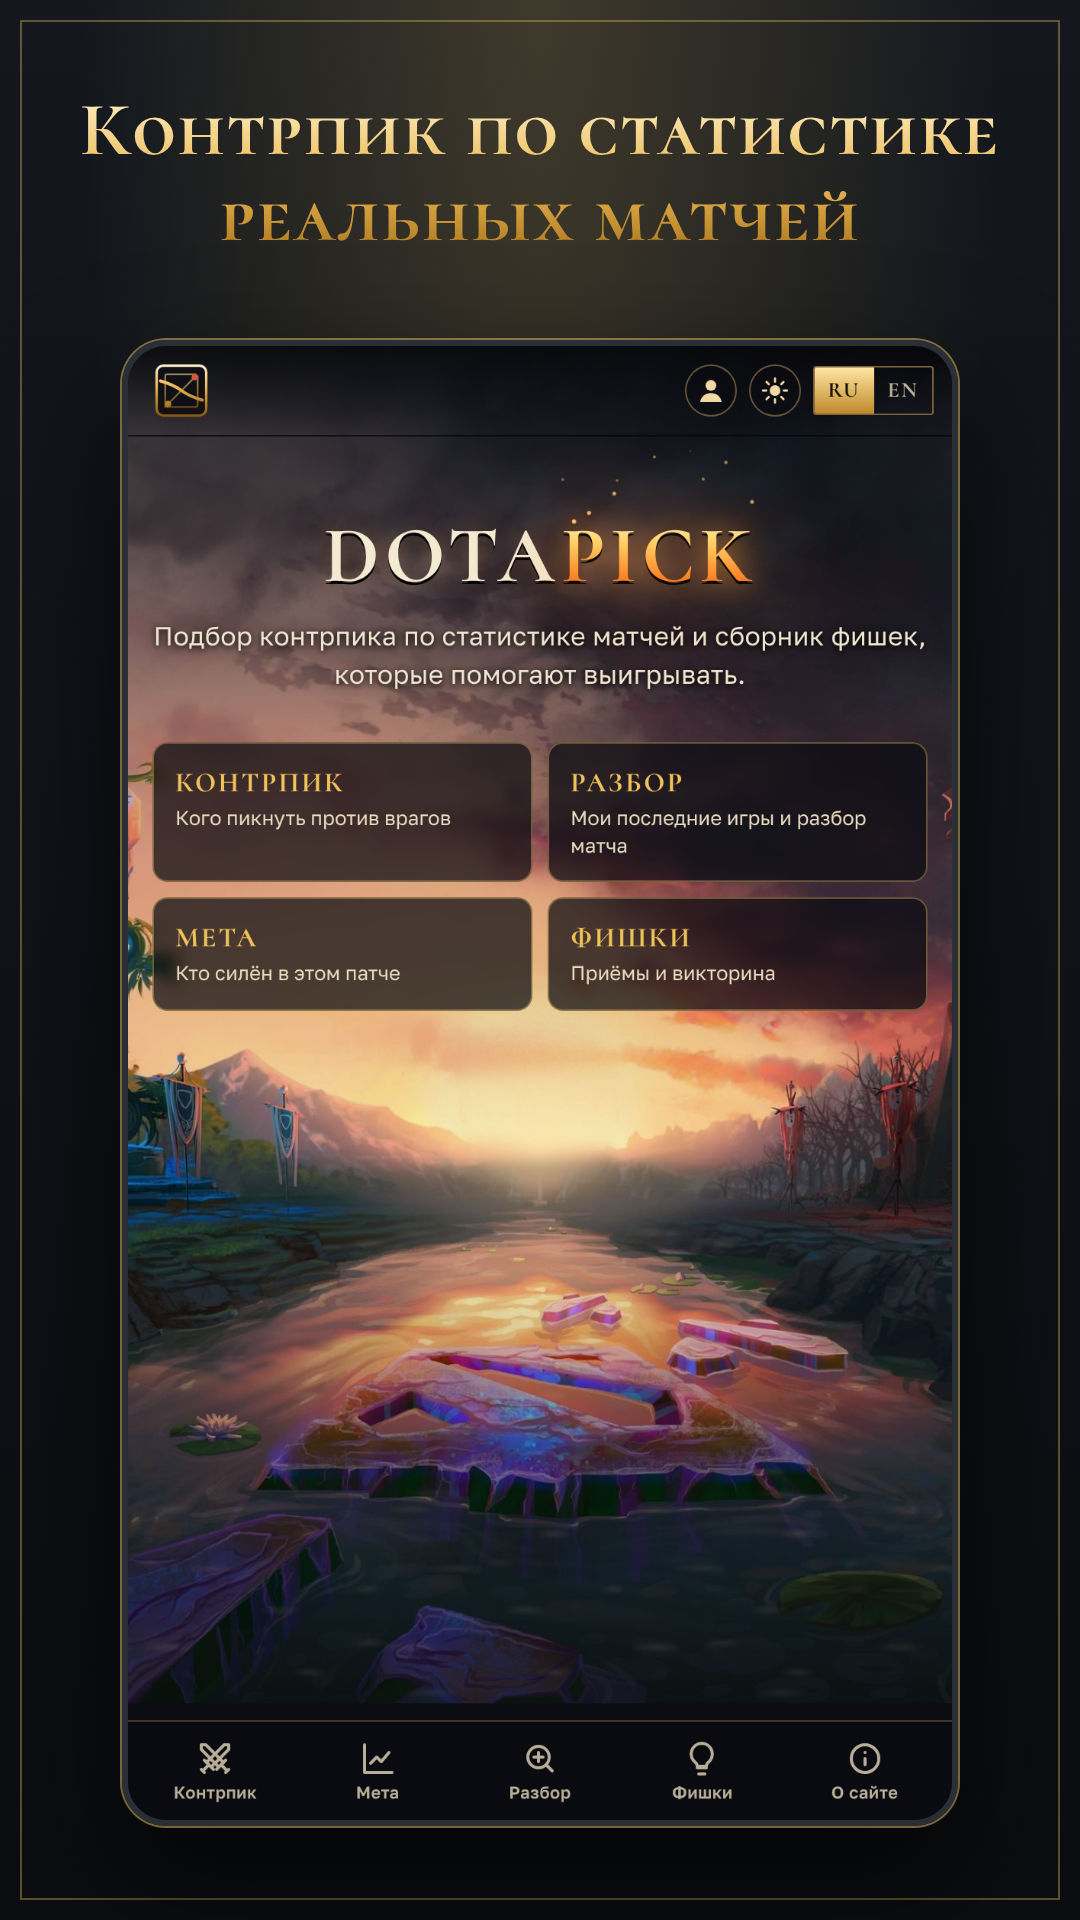 Контрпик по статистике
реальных матчей
RU EN
DOTAPICK
Подбор контрпика по статистике матчей и сборник фишек,
которые помогают выигрывать.
КОНТРПИК
Кого пикнуть против врагов
РАЗБОР
Мои последние игры и разбор
матча
МЕТА
Кто силён в этом патче
ФИШКИ
Приёмы и викторина
Контрпик
Мета
Разбор
Фишки
О сайте